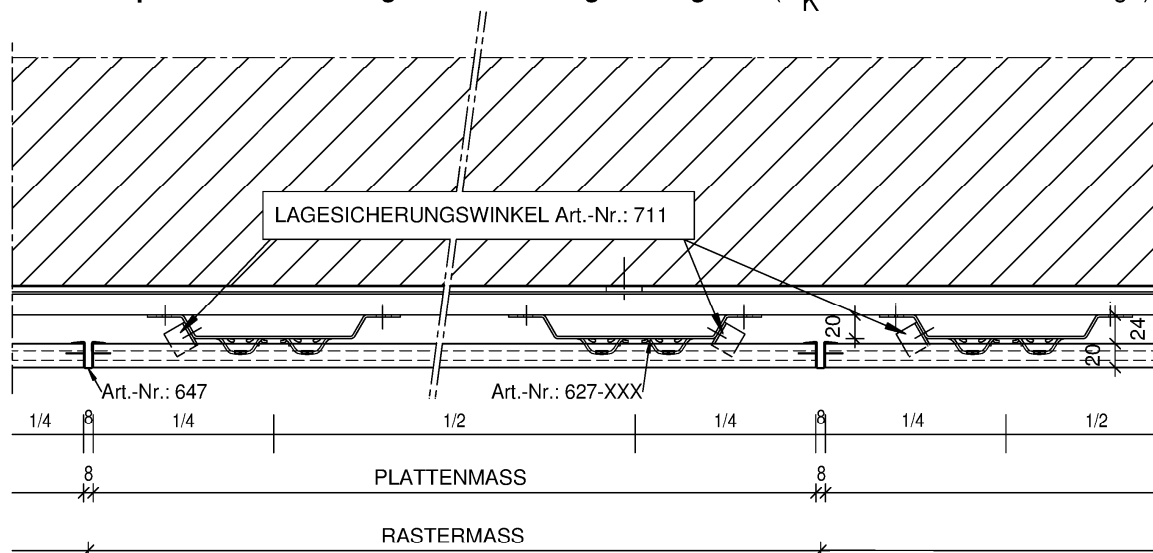 K
LAGESICHERUNGSWINKEL Art.-Nr.: 711
20
24
20
Art.-Nr.: 647
Art.-Nr.: 627-XXX
1/4 8 1/4 1/2 1/4 8 1/4 1/2
8 PLATTENMASS 8
RASTERMASS